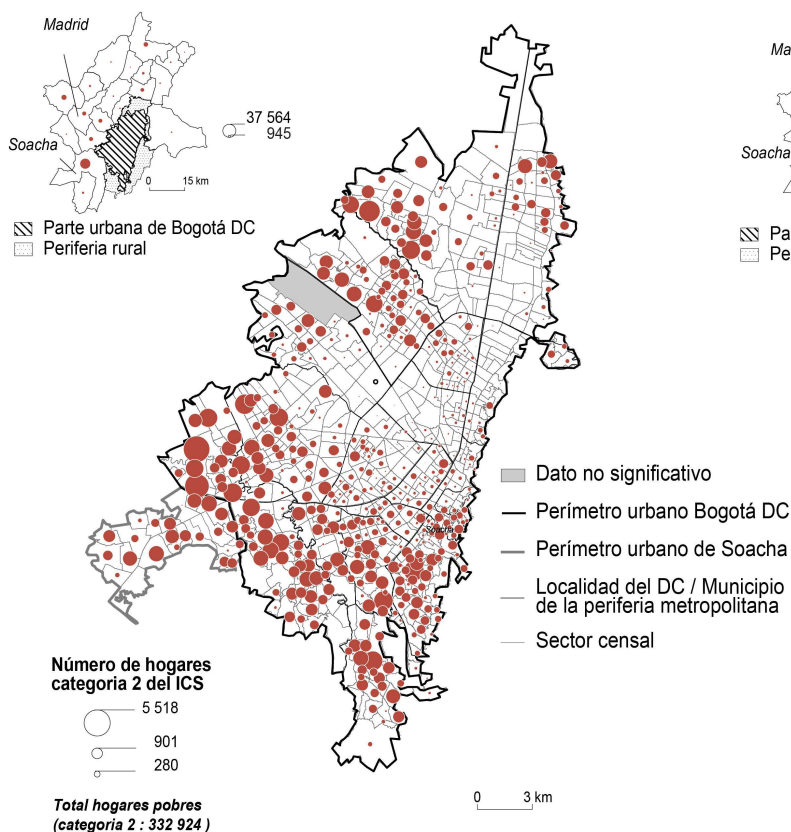 Madrid
Soacha
37 564
945
0 15 km
Parte urbana de Bogotá DC
Periferia rural
Ma
Soacha
Pa
Pe
Soacha
Dato no significativo
Perímetro urbano Bogotá DC
Perímetro urbano de Soacha
Localidad del DC / Municipio
de la periferia metropolitana
Sector censal
Número de hogares
categoria 2 del ICS
5 518
901
280
0 3 km
Total hogares pobres
(categoria 2 : 332 924 )